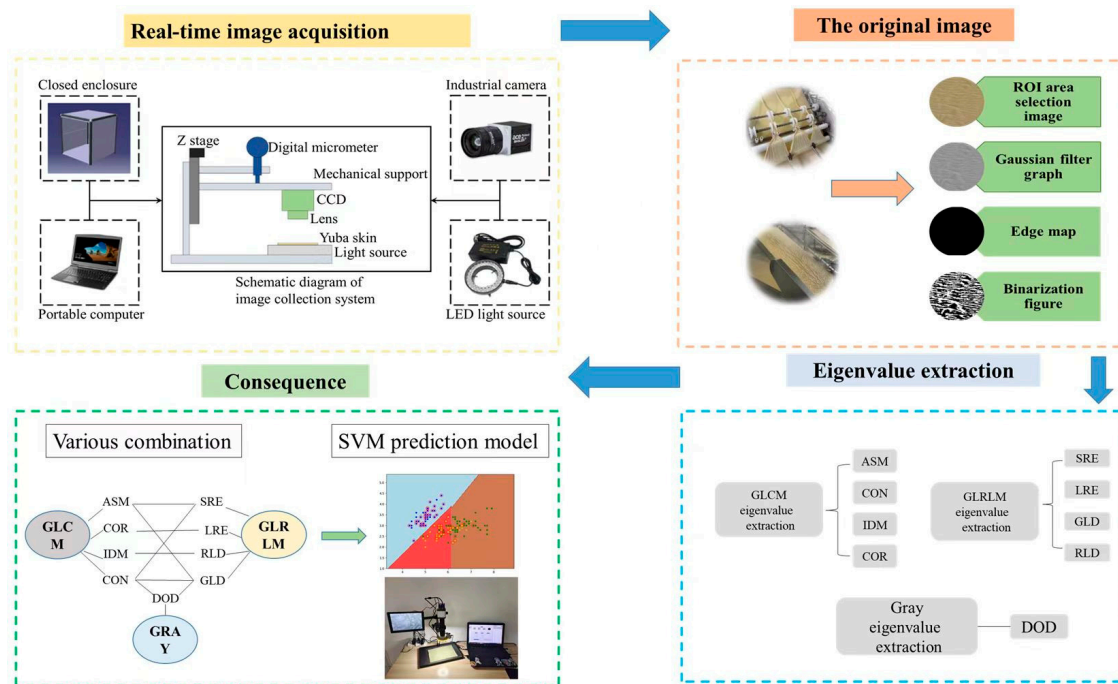 Real-time image acquisition
Closed enclosure
Industrial camera
Z stage
Digital micrometer
Mechanical support
CCD
Lens
Yuba skin
Light source
Schematic diagram of
image collection system
Portable computer
LED light source
The original image
ROI area
selection
image
Gaussian filter
graph
Edge map
Binarization
figure
Eigenvalue extraction
GLCM
eigenvalue
extraction
ASM
CON
IDM
COR
GLRLM
eigenvalue
extraction
SRE
LRE
GLD
RLD
Gray
eigenvalue
extraction
DOD
Consequence
Various combination
SVM prediction model
GLC
M
ASM
COR
IDM
CON
SRE
LRE
RLD
GLD
DOD
GLR
LM
GRA
Y